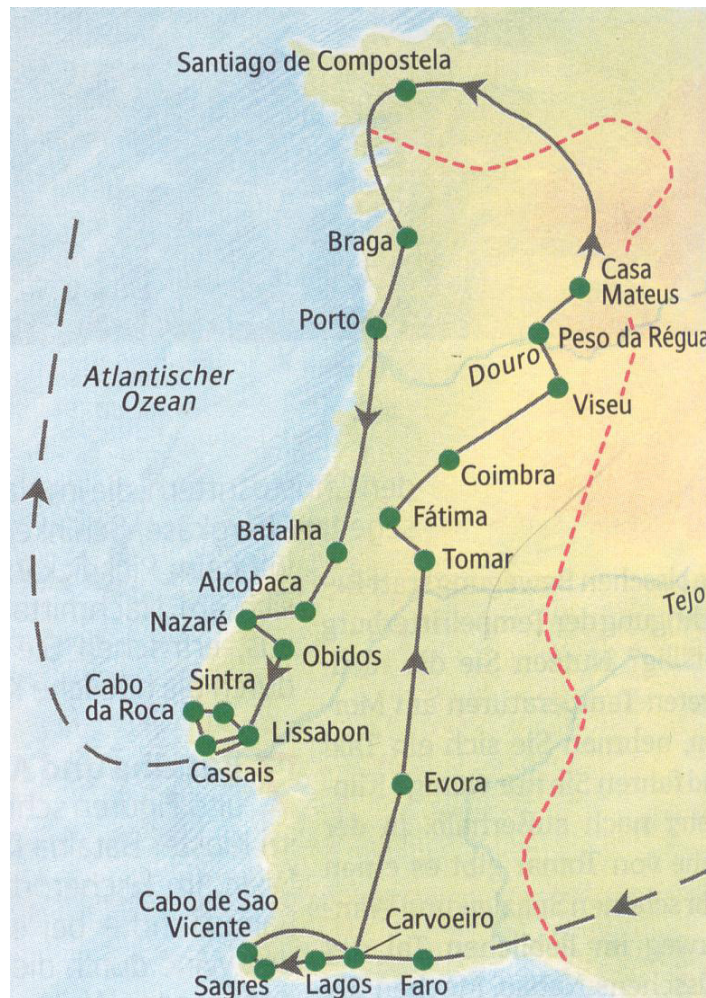 Santiago de Compostela
Braga
Casa
Mateus
Porto
Peso da Régua
Douro
Atlantischer
Ozean
Viseu
Coimbra
Fátima
Batalha
Tomar
Alcobaca
Tejo
Nazaré
Obidos
Sintra
Cabo
da Roca
Lissabon
Cascais
Evora
Cabo de Sao
Vicente
Carvoeiro
Sagres
Lagos
Faro